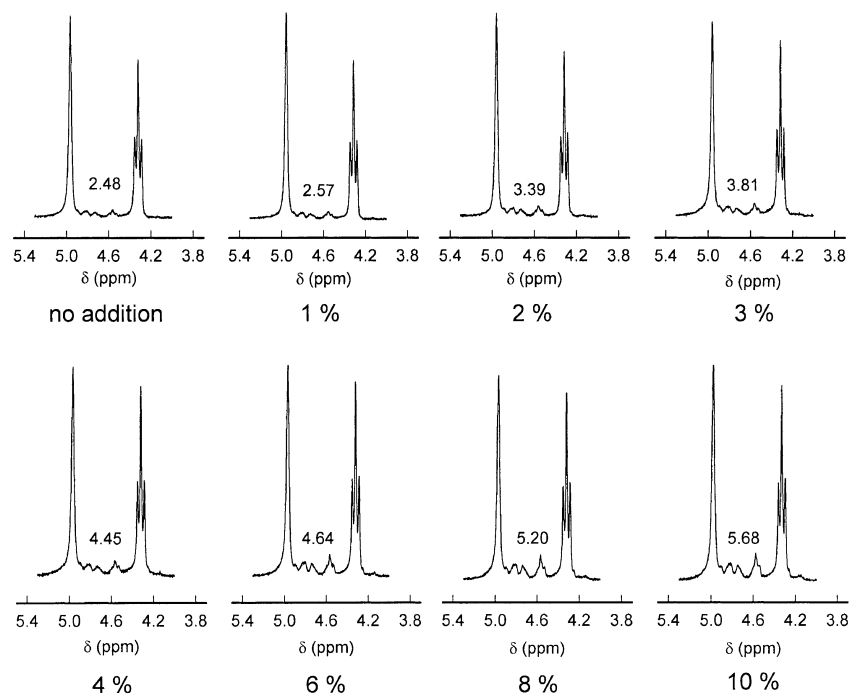 2.48 2.57 3.39 3.81
5.4 5.0 4.6 4.2 3.8 5.4 5.0 4.6 4.2 3.8 5.4 5.0 4.6 4.2 3.8 5.4 5.0 4.6 4.2 3.8
δ (ppm) δ (ppm) δ (ppm) δ (ppm)
no addition 1 % 2 % 3 %
4.45 4.64 5.20 5.68
5.4 5.0 4.6 4.2 3.8 5.4 5.0 4.6 4.2 3.8 5.4 5.0 4.6 4.2 3.8 5.4 5.0 4.6 4.2 3.8
δ (ppm) δ (ppm) δ (ppm) δ (ppm)
4 % 6 % 8 % 10 %